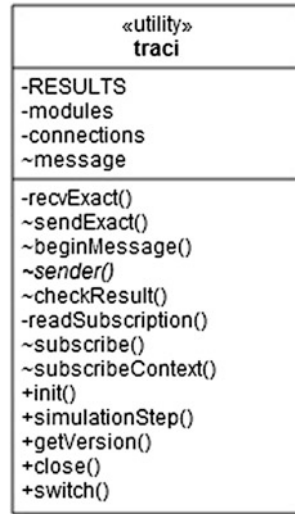 «utility»
traci
-RESULTS
-modules
-connections
~message
-recvExact()
~sendExact()
~beginMessage()
~sender()
~checkResult()
-readSubscription()
~subscribe()
~subscribeContext()
+init()
+simulationStep()
+getVersion()
+close()
+switch()